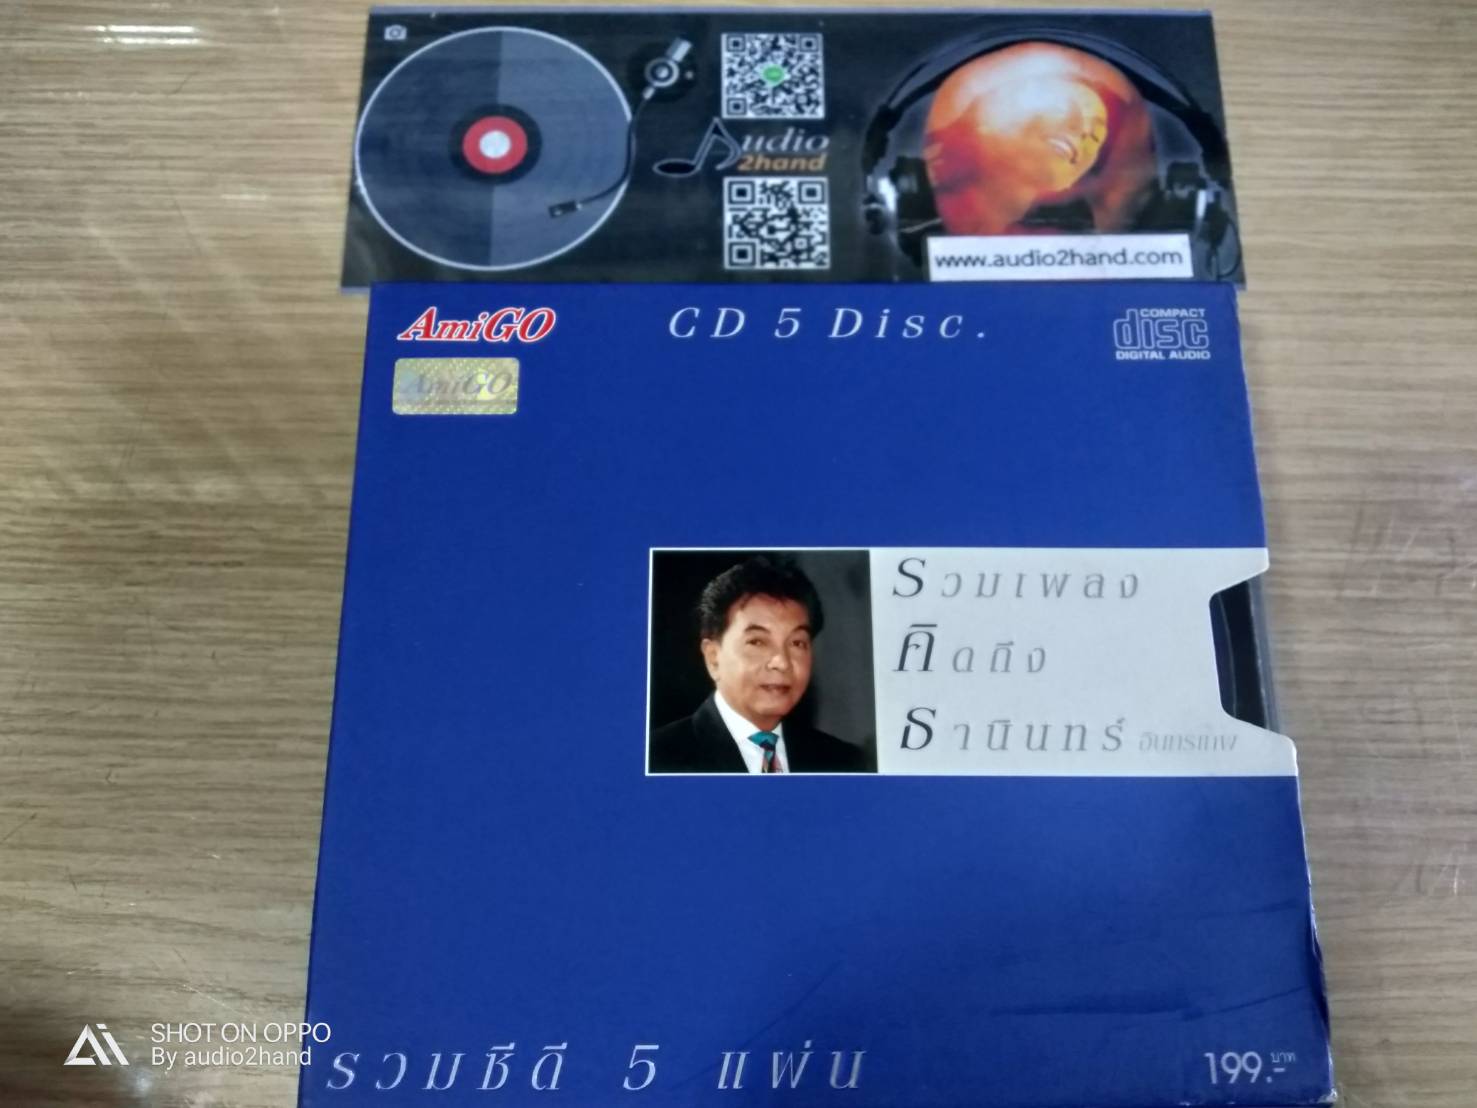 Audio
2hand
www.audio2hand.com
AmiGO
CD 5 Disc.
COMPACT
disc
DIGITAL AUDIO
AmiGO
รวมเพลง
คิดถึง
ธานินทร์ อินทรเทพ
SHOT ON OPPO
By audio2hand
รวมซีดี 5 แผ่น
199.- บาท